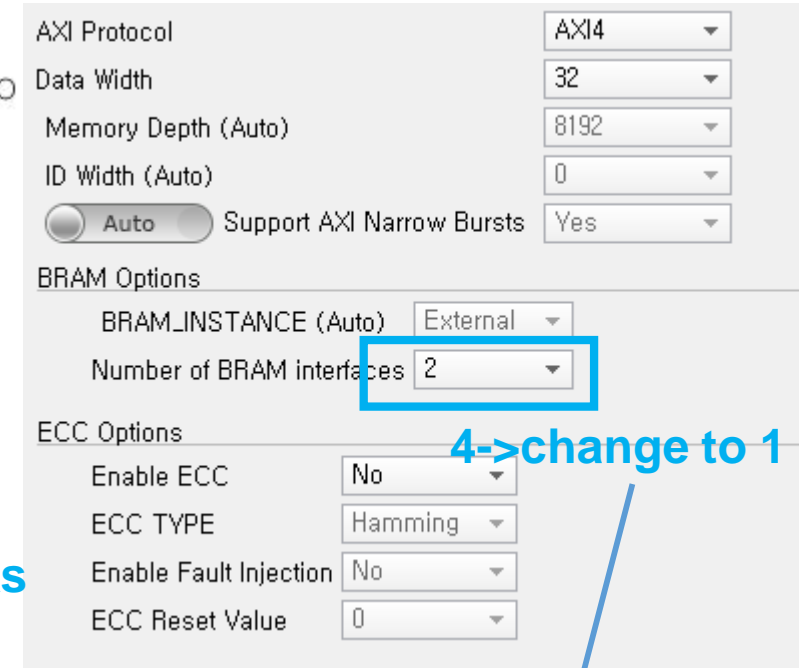 AXI Protocol AXI4
Data Width 32
Memory Depth (Auto) 8192
ID Width (Auto) 0
Auto Support AXI Narrow Bursts Yes
BRAM Options
BRAM_INSTANCE (Auto) External
Number of BRAM interfaces 2
ECC Options
4->change to 1
Enable ECC No
ECC TYPE Hamming
Enable Fault Injection No
s
ECC Reset Value 0